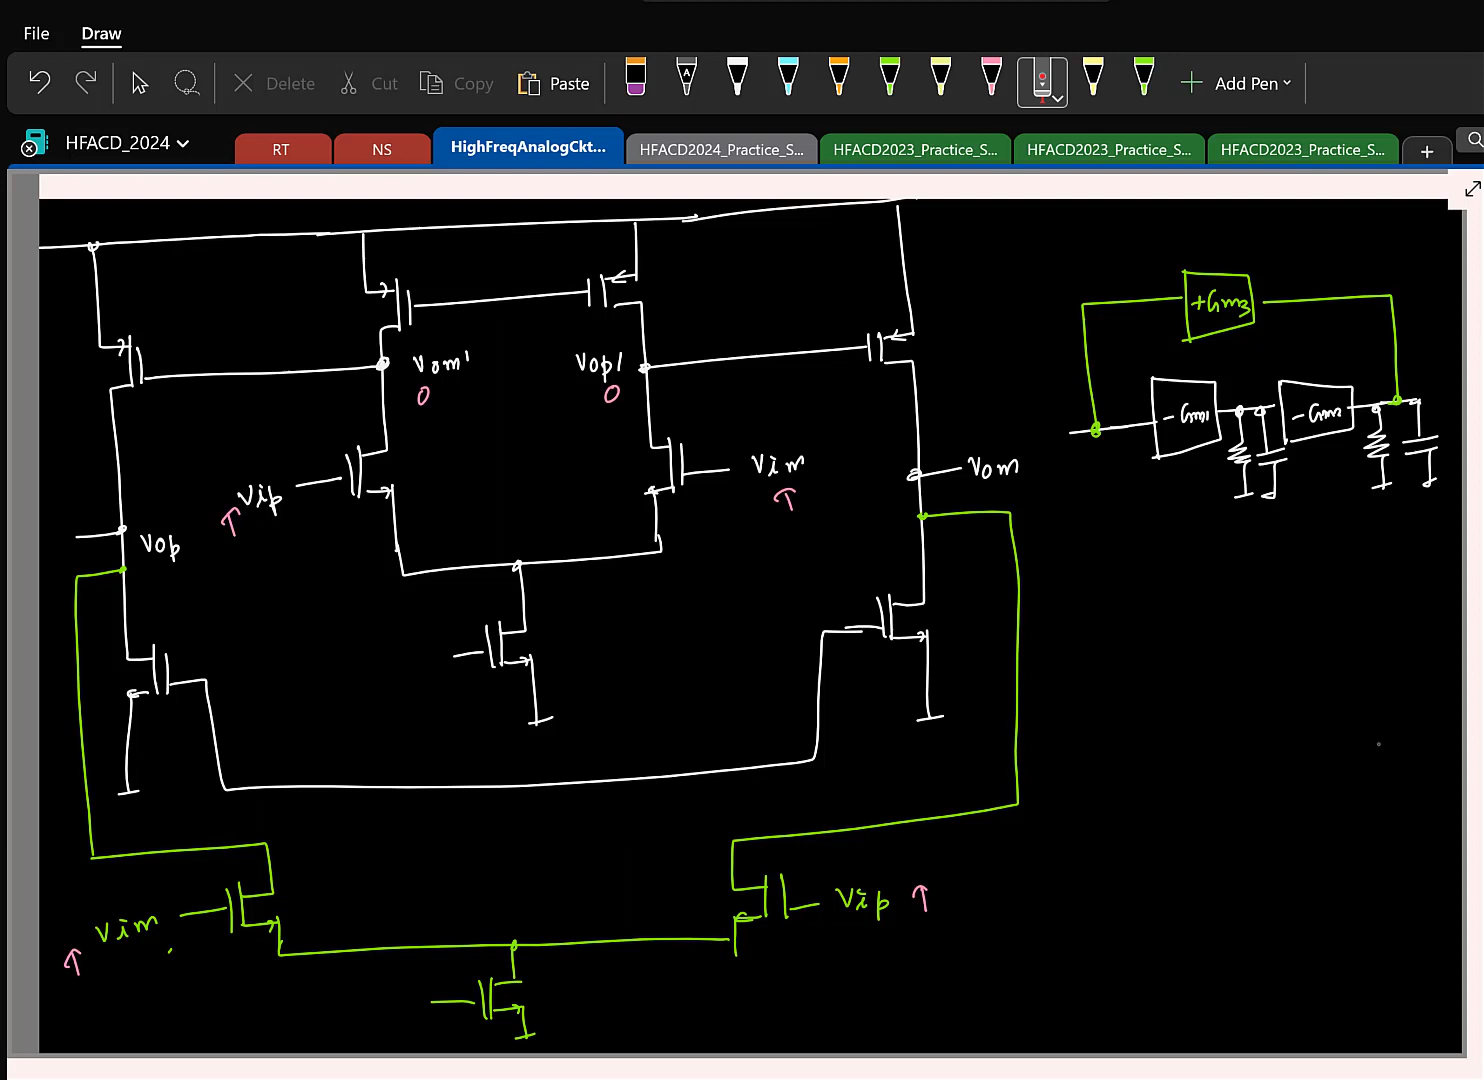 File Draw
Delete Cut Copy Paste A Add Pen
HFACD_2024 RT NS HighFreqAnalogCkt... HFACD2024_Practice_S... HFACD2023_Practice_S... HFACD2023_Practice_S... HFACD2023_Practice_S... +
+Gm3
Vom' Vop'
0 0
-Gm1 -Gm2
Vip ↑ Vim ↑ Vom
Vop
Vim ↑ Vip ↑